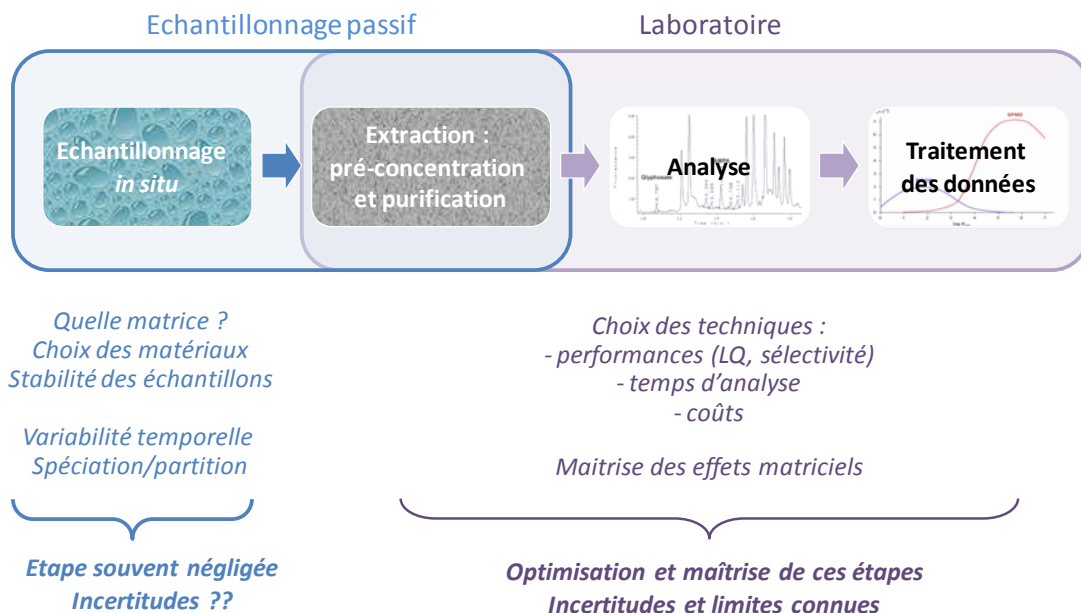 Echantillonnage passif
Laboratoire
Echantillonnage
in situ
Extraction :
pré-concentration
et purification
Analyse
Traitement
des données
Glyphosate
SPMD
Quelle matrice ?
Choix des matériaux
Stabilité des échantillons
Variabilité temporelle
Spéciation/partition
Choix des techniques :
- performances (LQ, sélectivité)
- temps d'analyse
- coûts
Maitrise des effets matriciels
Etape souvent négligée
Incertitudes ??
Optimisation et maîtrise de ces étapes
Incertitudes et limites connues